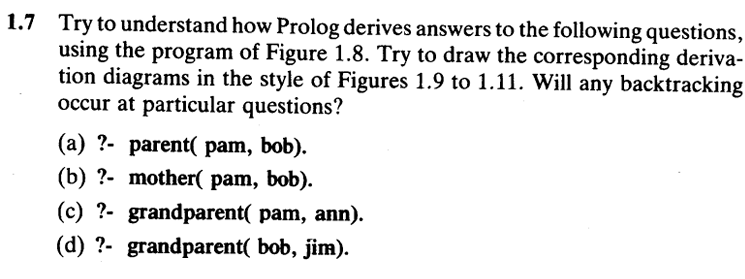 1.7 Try to understand how Prolog derives answers to the following questions,
using the program of Figure 1.8. Try to draw the corresponding deriva-
tion diagrams in the style of Figures 1.9 to 1.11. Will any backtracking
occur at particular questions?
(a) ?- parent( pam, bob).
(b) ?- mother( pam, bob).
(c) ?- grandparent( pam, ann).
(d) ?- grandparent( bob, jim).